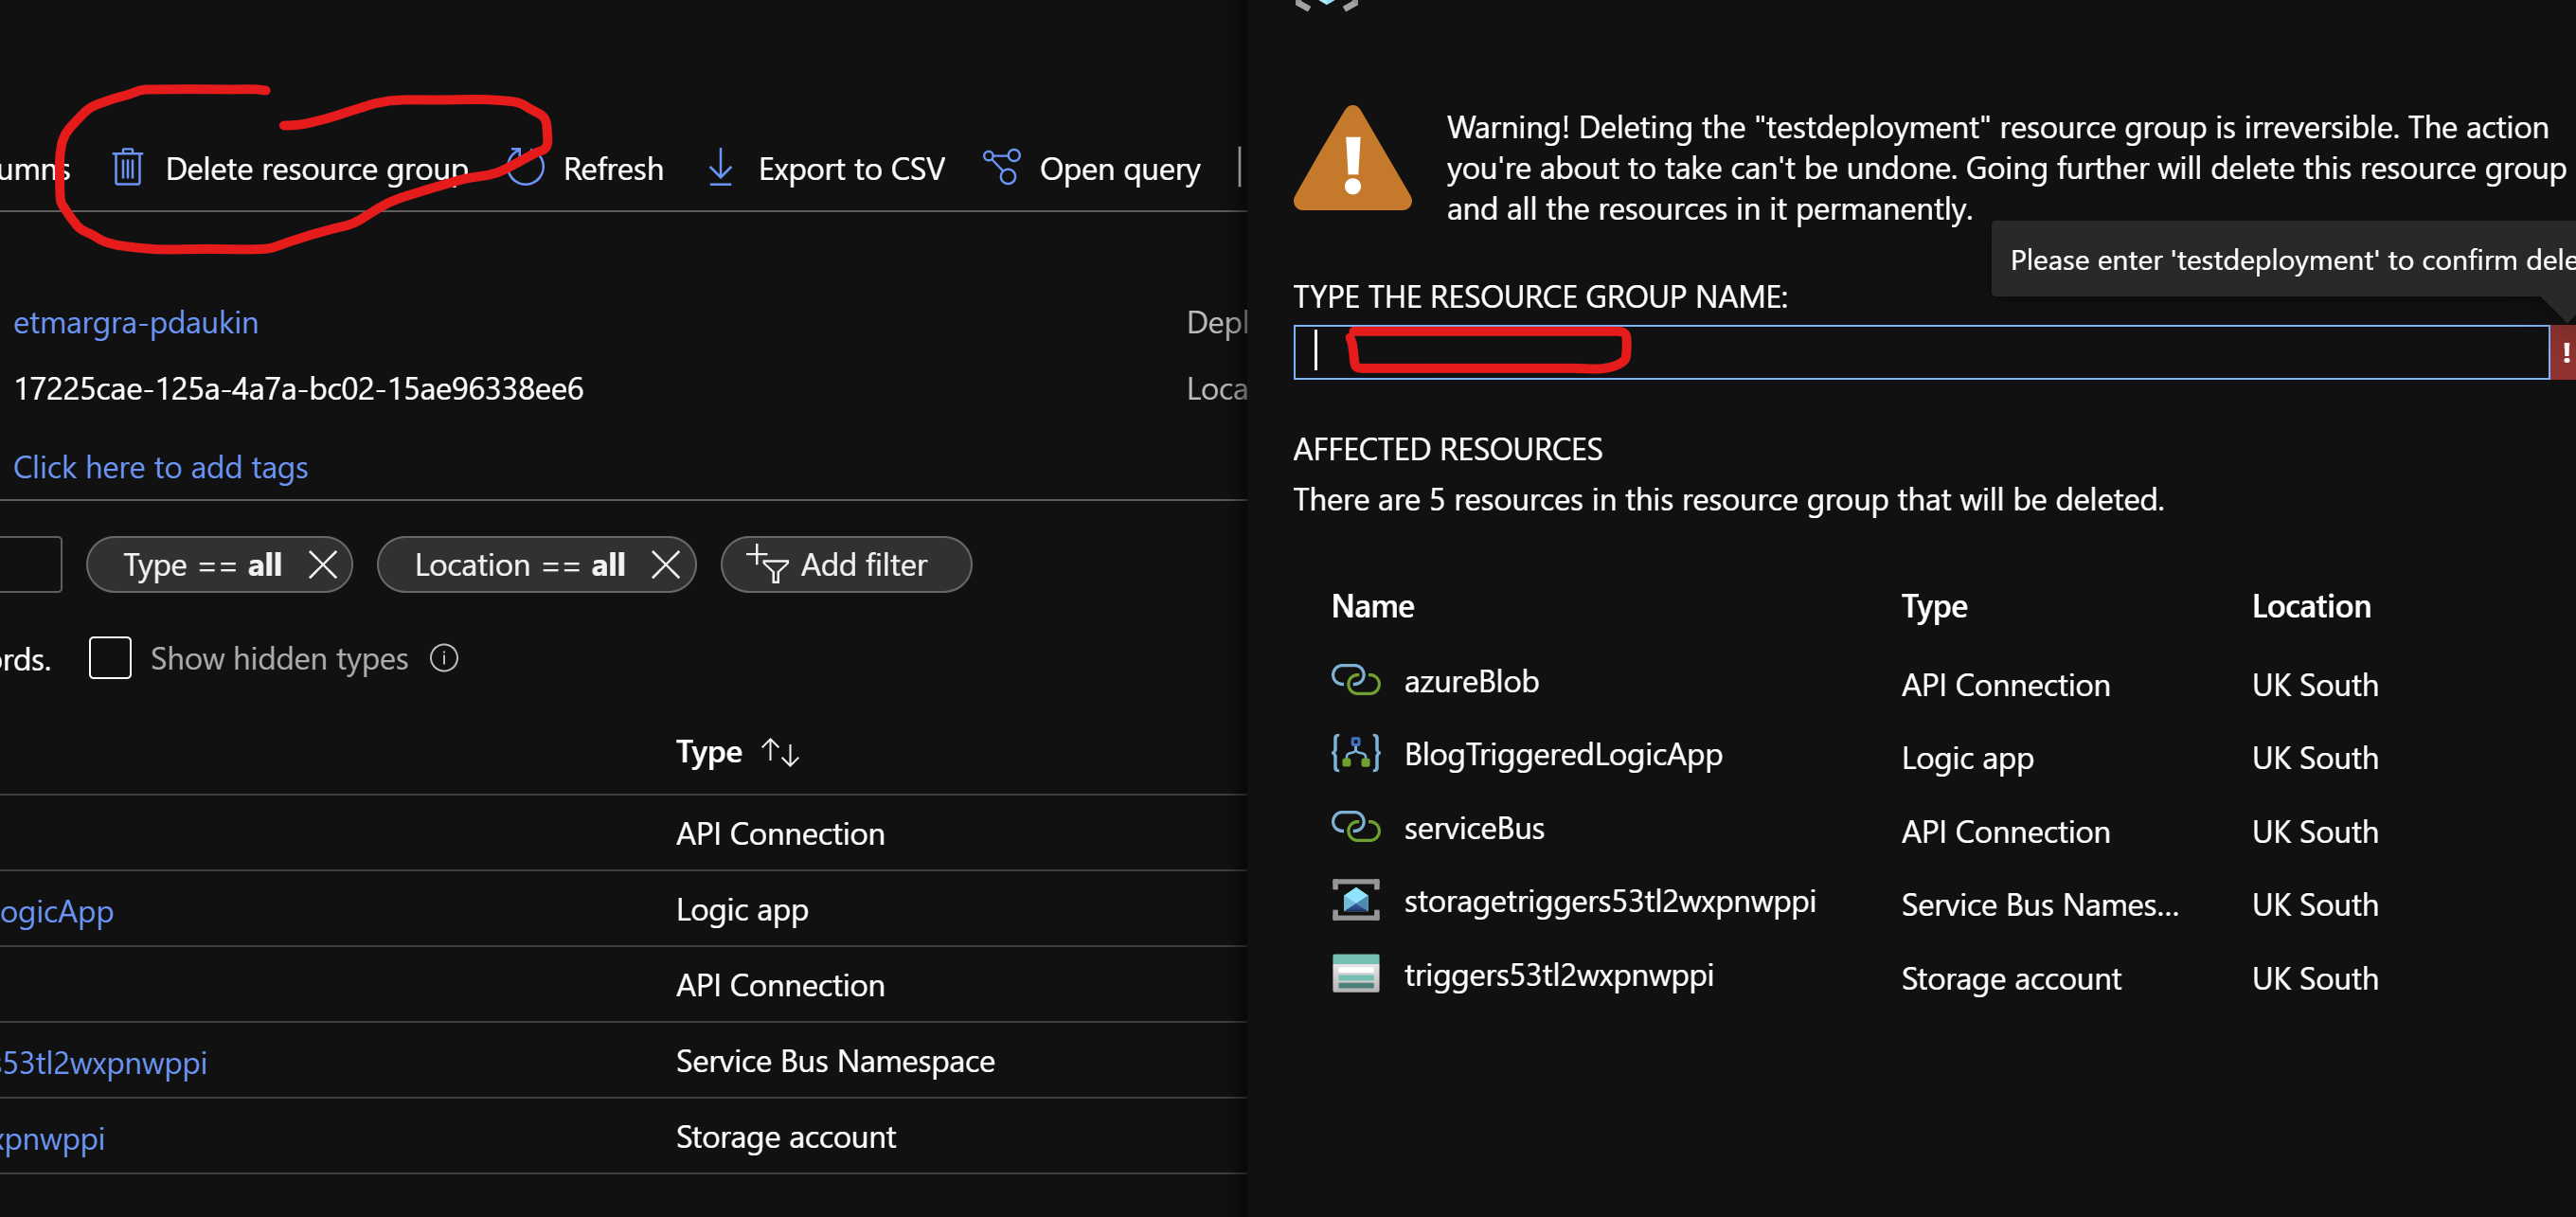 Delete resource group
Refresh
Export to CSV
Open query
etmargra-pdaukin
17225cae-125a-4a7a-bc02-15ae96338ee6
Click here to add tags
Type == all
Location == all
Add filter
Show hidden types
Type
API Connection
ogicApp
Logic app
API Connection
s53tl2wxpnwppi
Service Bus Namespace
xpnwppi
Storage account
Warning! Deleting the "testdeployment" resource group is irreversible. The action
you're about to take can't be undone. Going further will delete this resource group
and all the resources in it permanently.
Please enter 'testdeployment' to confirm dele
TYPE THE RESOURCE GROUP NAME:
AFFECTED RESOURCES
There are 5 resources in this resource group that will be deleted.
Name Type Location
azureBlob API Connection UK South
BlogTriggeredLogicApp Logic app UK South
serviceBus API Connection UK South
storagetriggers53tl2wxpnwppi Service Bus Names... UK South
triggers53tl2wxpnwppi Storage account UK South